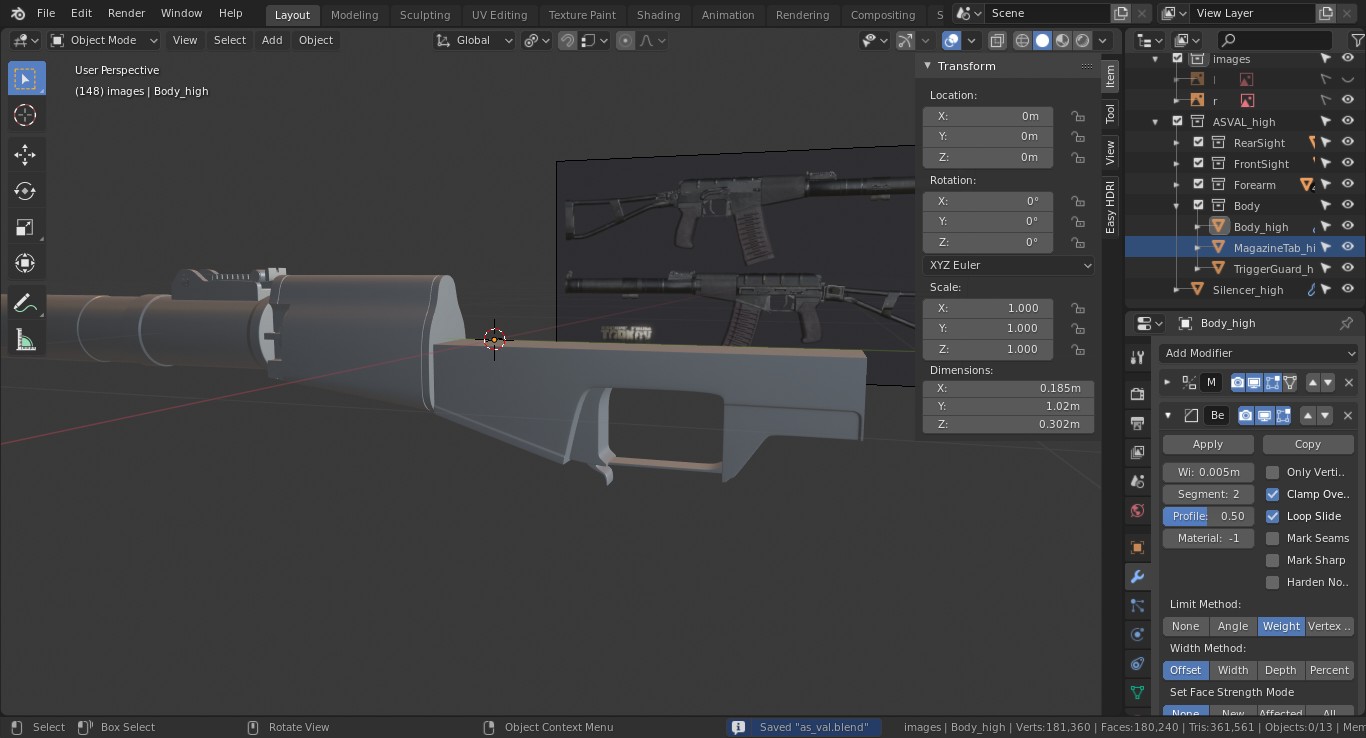 File Edit Render Window Help Layout Modeling Sculpting UV Editing Texture Paint Shading Animation Rendering Compositing S Scene View Layer
Object Mode View Select Add Object Global
User Perspective
(148) images | Body_high
Transform
Location:
X: 0m
Y: 0m
Z: 0m
Rotation:
X: 0°
Y: 0°
Z: 0°
XYZ Euler
Scale:
X: 1.000
Y: 1.000
Z: 1.000
Dimensions:
X: 0.185m
Y: 1.02m
Z: 0.302m
Item
Tool
View
Easy HDRI
images
l
r
ASVAL_high
RearSight
FrontSight
Forearm
Body
Body_high
MagazineTab_hi
TriggerGuard_h
Silencer_high
Body_high
Add Modifier
M
Be
Apply Copy
Wi: 0.005m Only Verti..
Segment: 2 Clamp Ove..
Profile: 0.50 Loop Slide
Material: -1 Mark Seams
Mark Sharp
Harden No..
Limit Method:
None Angle Weight Vertex ..
Width Method:
Offset Width Depth Percent
Set Face Strength Mode
None New Affected All
TARKOV
Select Box Select Rotate View Object Context Menu Saved "as_val.blend" images | Body_high | Verts:181,360 | Faces:180,240 | Tris:361,561 | Objects:0/13 | Mem